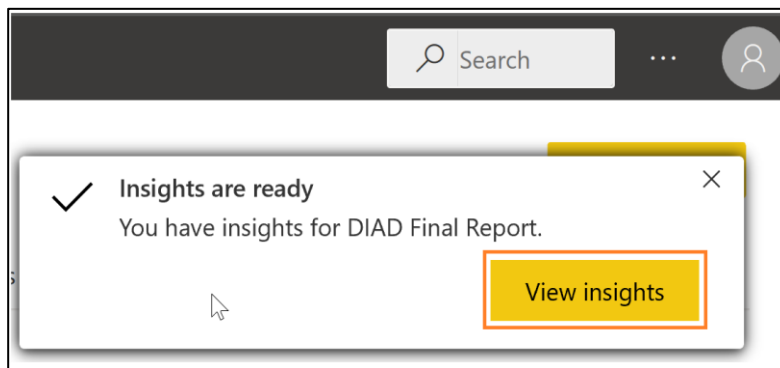 Search
Insights are ready
You have insights for DIAD Final Report.
s
View insights